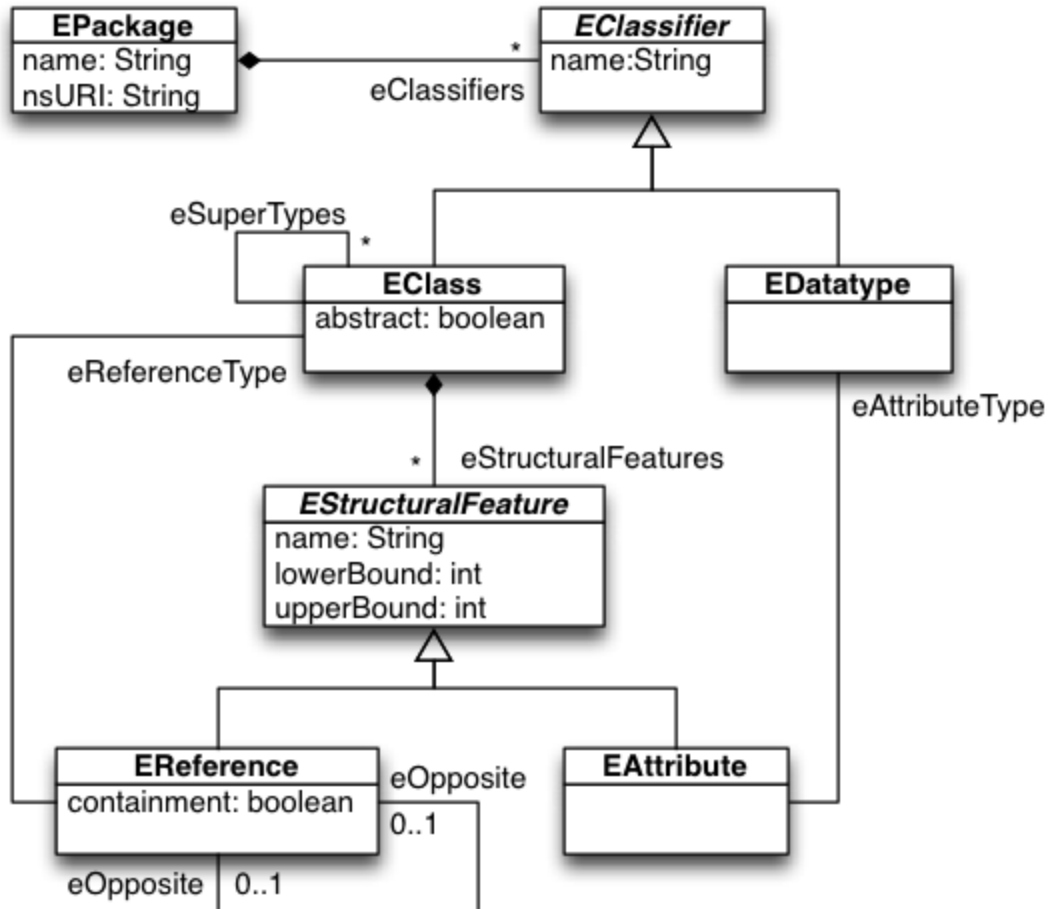 EPackage
name: String
nsURI: String
*
eClassifiers
EClassifier
name:String
eSuperTypes
*
EClass
abstract: boolean
EDatatype
eReferenceType
eAttributeType
*
eStructuralFeatures
EStructuralFeature
name: String
lowerBound: int
upperBound: int
EReference
containment: boolean
eOpposite
0..1
EAttribute
eOpposite
0..1